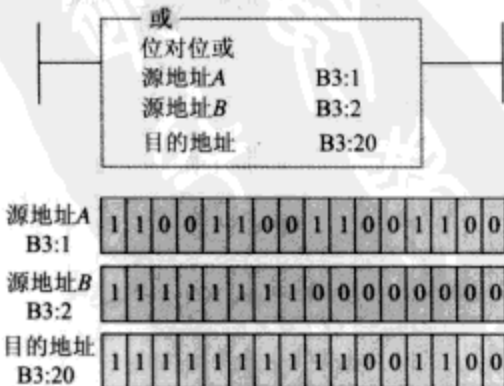 或
位对位或
源地址A B3:1
源地址B B3:2
目的地址 B3:20
源地址A
B3:1
1 1 0 0 1 1 0 0 1 1 0 0 1 1 0 0
源地址B
B3:2
1 1 1 1 1 1 1 1 0 0 0 0 0 0 0 0
目的地址
B3:20
1 1 1 1 1 1 1 1 1 1 0 0 1 1 0 0